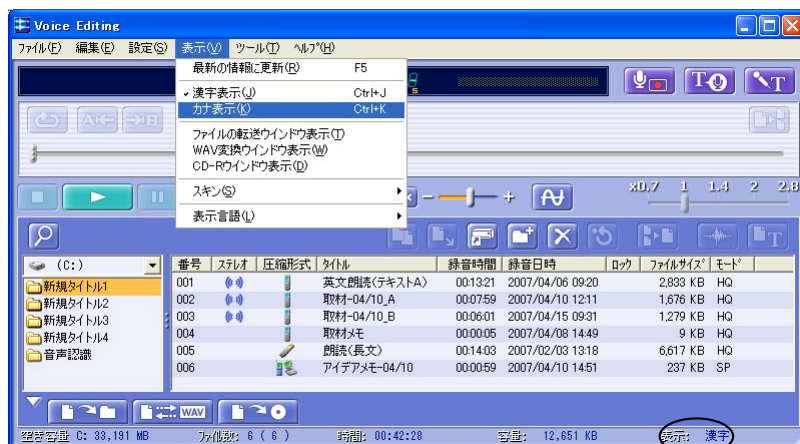 Voice Editing
ファイル(F) 編集(E) 設定(S) 表示(V) ツール(T) ヘルプ(H)
最新の情報に更新(R) F5
漢字表示(J) Ctrl+J
カナ表示(K) Ctrl+K
ファイルの転送ウインドウ表示(T)
WAV変換ウインドウ表示(W)
CD-Rウインドウ表示(D)
スキン(S)
表示言語(L)
x0.7 1 1.4 2 2.8
(C:)
新規タイトル1
新規タイトル2
新規タイトル3
新規タイトル4
音声認識
番号 ステレオ 圧縮形式 タイトル 録音時間 録音日時 ロック ファイルサイズ モード
001 英文朗読(テキストA) 00:13:21 2007/04/06 09:20 2,833 KB HQ
002 取材-04/10_A 00:07:59 2007/04/10 12:11 1,676 KB HQ
003 取材-04/10_B 00:06:01 2007/04/15 09:31 1,279 KB HQ
004 取材メモ 00:00:05 2007/04/08 14:49 9 KB HQ
005 朗読(長文) 00:14:03 2007/02/03 13:18 6,617 KB HQ
006 アイデアメモ-04/10 00:00:59 2007/04/10 14:51 237 KB SP
WAV
空き容量 C: 33,191 MB ファイル数: 6 ( 6 ) 時間: 00:42:28 容量: 12,651 KB 表示: 漢字